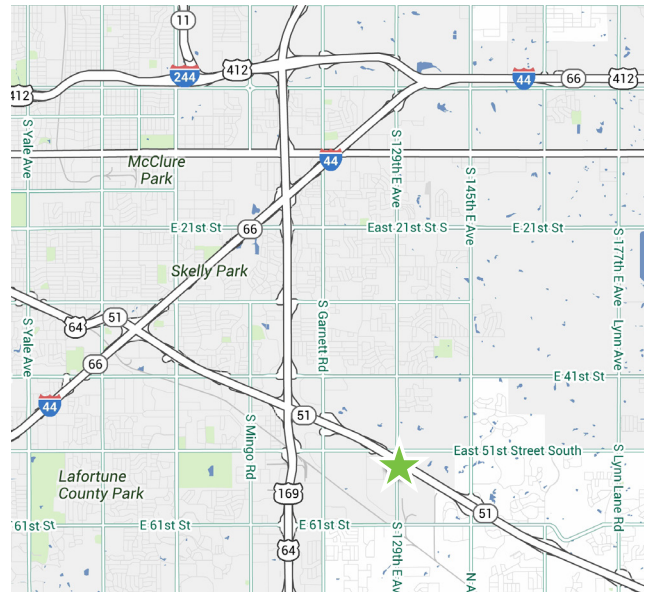 11
244
412
44
66
412
412
S Yale Ave
McClure
Park
44
S 129th E Ave
S 145th E Ave
66
E 21st St
East 21st St S
E 21st St
S 177th E Ave
Skelly Park
51
64
S Garnett Rd
Lynn Ave
S Yale Ave
66
E 41st St
44
51
S Mingo Rd
East 51st Street South
S Lynn Lane Rd
Lafortune
County Park
169
51
61st St
E 61st St
E 61st St
S 129th E Av
64
N A